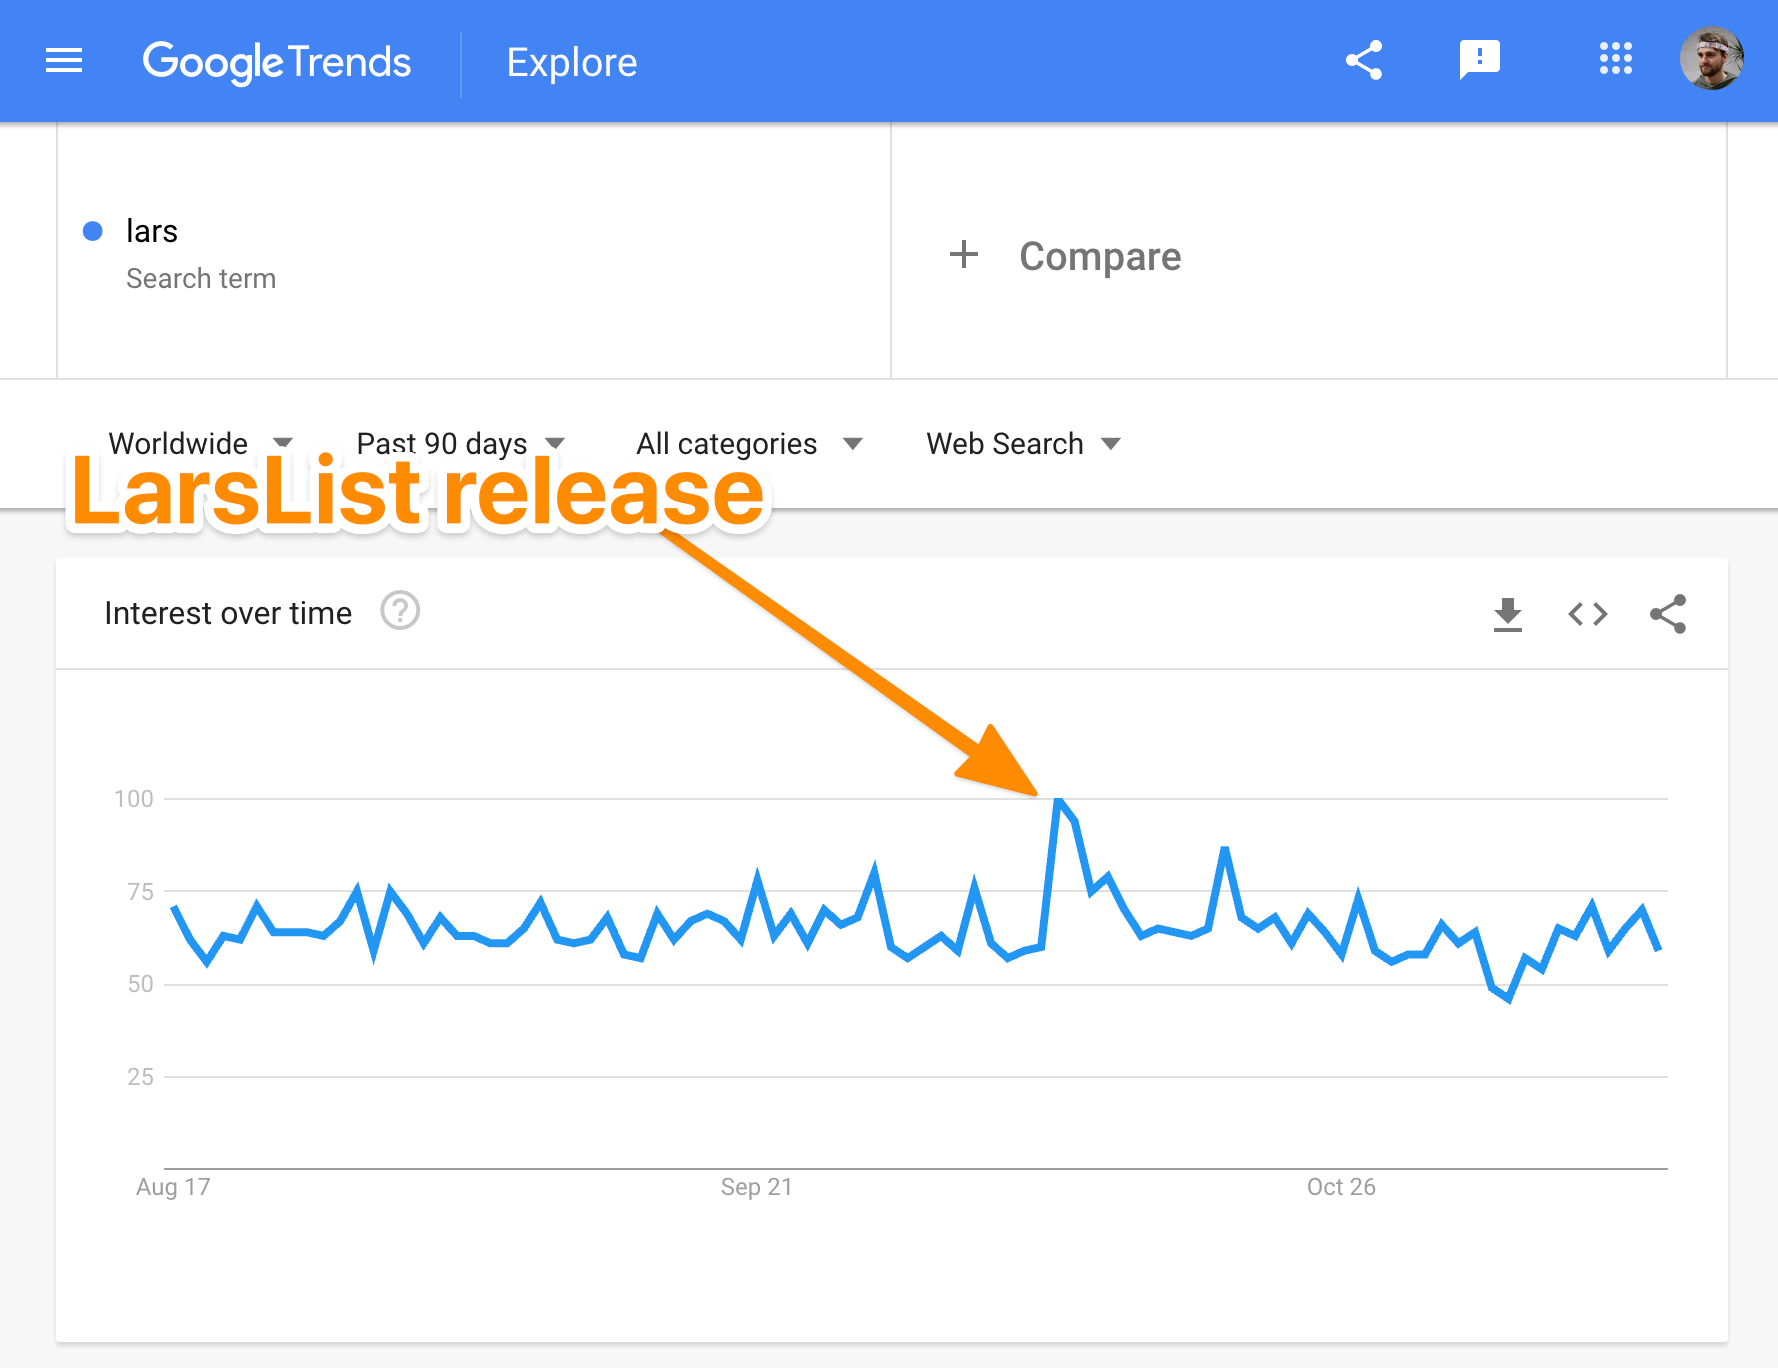 Google Trends Explore
lars
Search term
+ Compare
Worldwide Past 90 days All categories Web Search
LarsList release
Interest over time ?
100
75
50
25
Aug 17 Sep 21 Oct 26